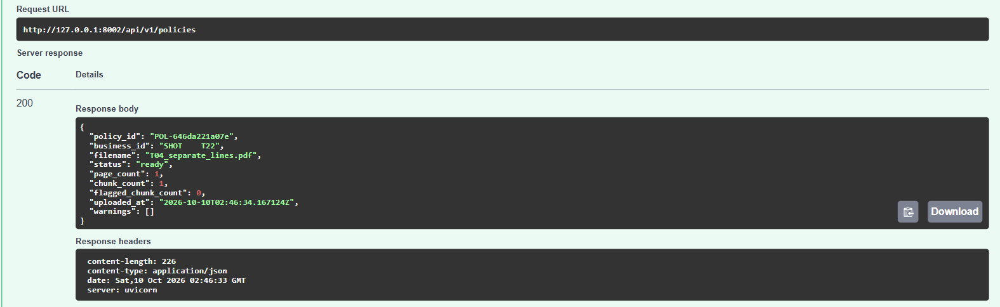 Request URL
http://127.0.0.1:8002/api/v1/policies
Server response
Code Details
200
Response body
{
  "policy_id": "POL-646da221a07e",
  "business_id": "SHOT    T22",
  "filename": "T04_separate_lines.pdf",
  "status": "ready",
  "page_count": 1,
  "chunk_count": 1,
  "flagged_chunk_count": 0,
  "uploaded_at": "2026-10-10T02:46:34.167124Z",
  "warnings": []
}
Download
Response headers
content-length: 226
content-type: application/json
date: Sat,10 Oct 2026 02:46:33 GMT
server: uvicorn